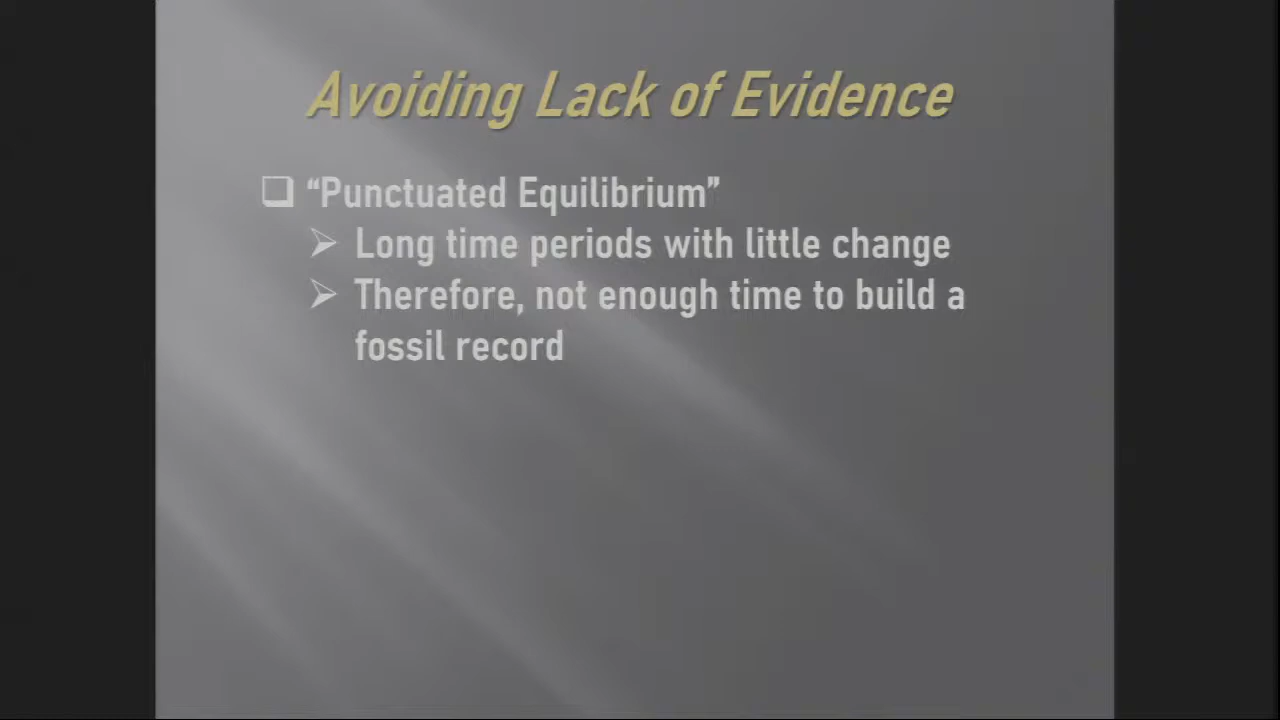 Avoiding Lack of Evidence
“Punctuated Equilibrium”
Long time periods with little change
Therefore, not enough time to build a
fossil record